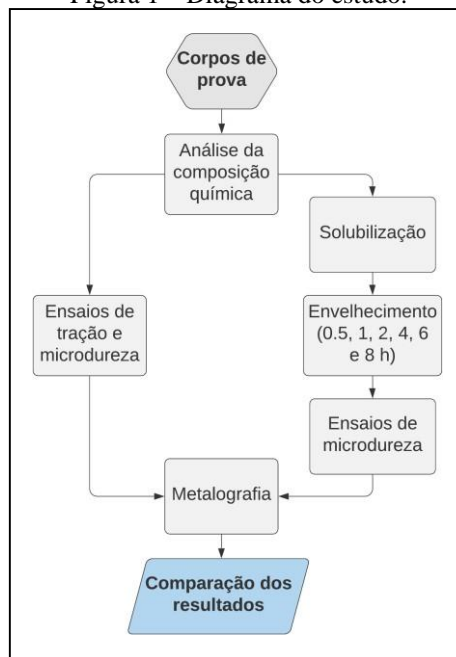 Figura 1 – Diagrama do estudo.
Corpos de
prova
Análise da
composição
química
Solubilização
Ensaios de
tração e
microdureza
Envelhecimento
(0.5, 1, 2, 4, 6
e 8 h)
Ensaios de
microdureza
Metalografia
Comparação dos
resultados